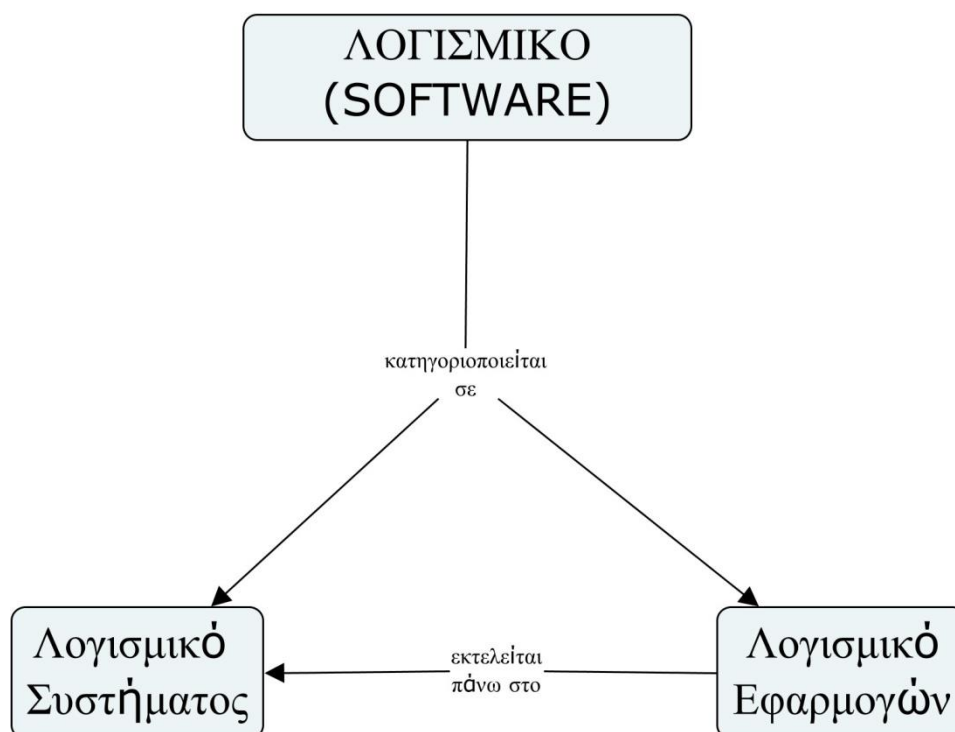 ΛΟΓΙΣΜΙΚΟ
(SOFTWARE)
κατηγοριοποιείται
σε
Λογισμικό
Συστήματος
εκτελείται
πάνω στο
Λογισμικό
Εφαρμογών